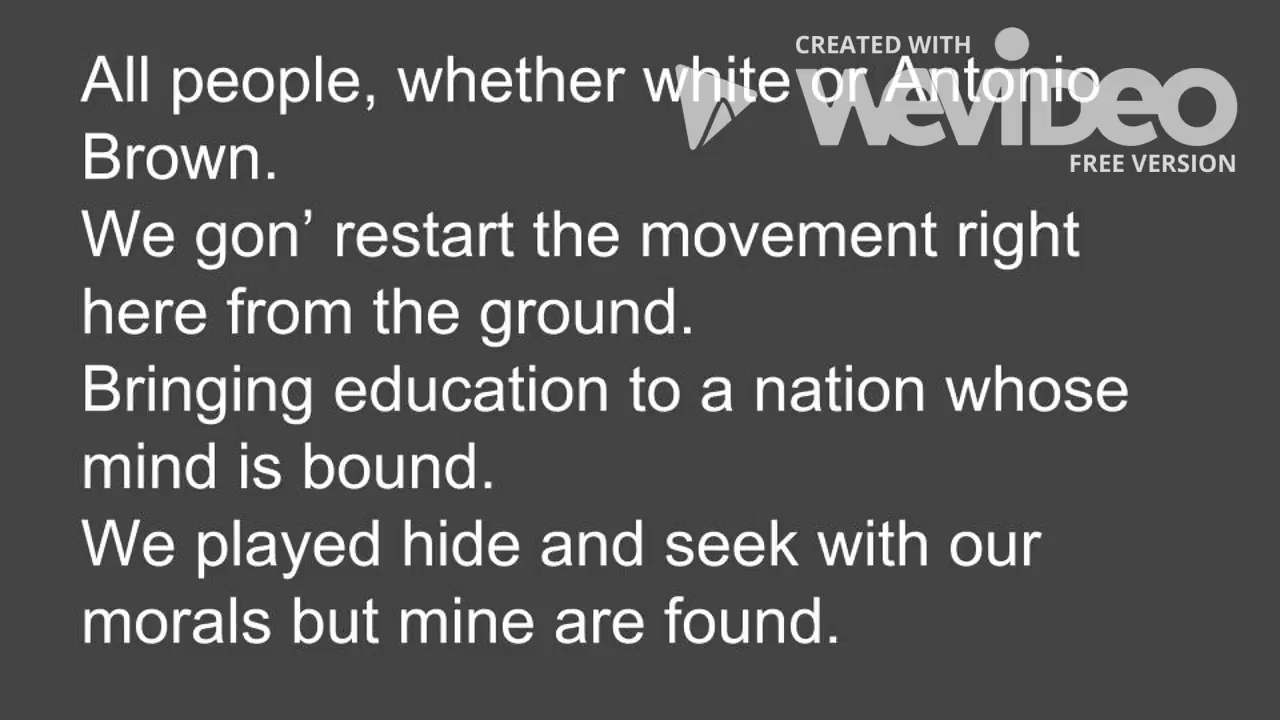 CREATED WITH
WEVIDEO
FREE VERSION
All people, whether white or Antonio
Brown.
We gon’ restart the movement right
here from the ground.
Bringing education to a nation whose
mind is bound.
We played hide and seek with our
morals but mine are found.